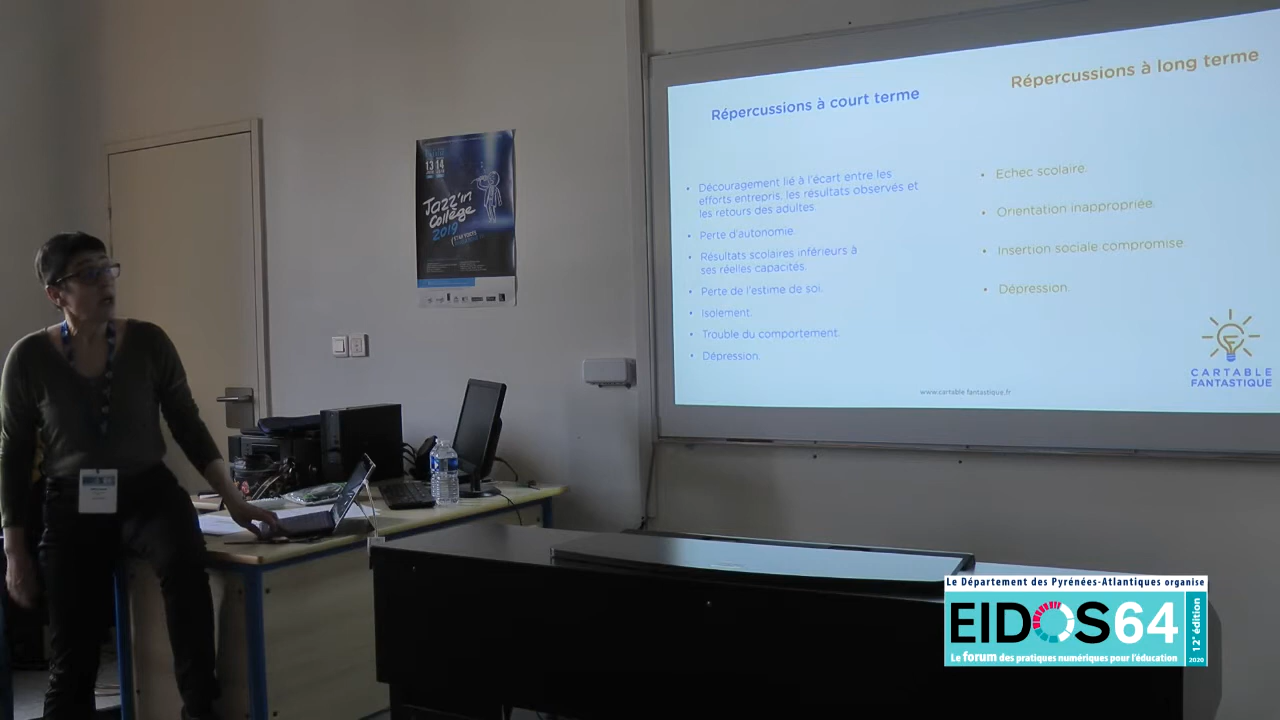 Répercussions à court terme
Découragement lié à l'écart entre les
efforts entrepris, les résultats observés et
les retours des adultes.
Perte d'autonomie.
Résultats scolaires inférieurs à
ses réelles capacités.
Perte de l'estime de soi.
Isolement.
Trouble du comportement.
Dépression.
Répercussions à long terme
Echec scolaire.
Orientation inappropriée.
Insertion sociale compromise.
Dépression.
CARTABLE
FANTASTIQUE
www.cartable fantastique.fr
13 14
Jazz'in
Collège
2019
Le Département des Pyrénées-Atlantiques organise
EIDOS64
12e édition
2020
Le forum des pratiques numériques pour l'éducation